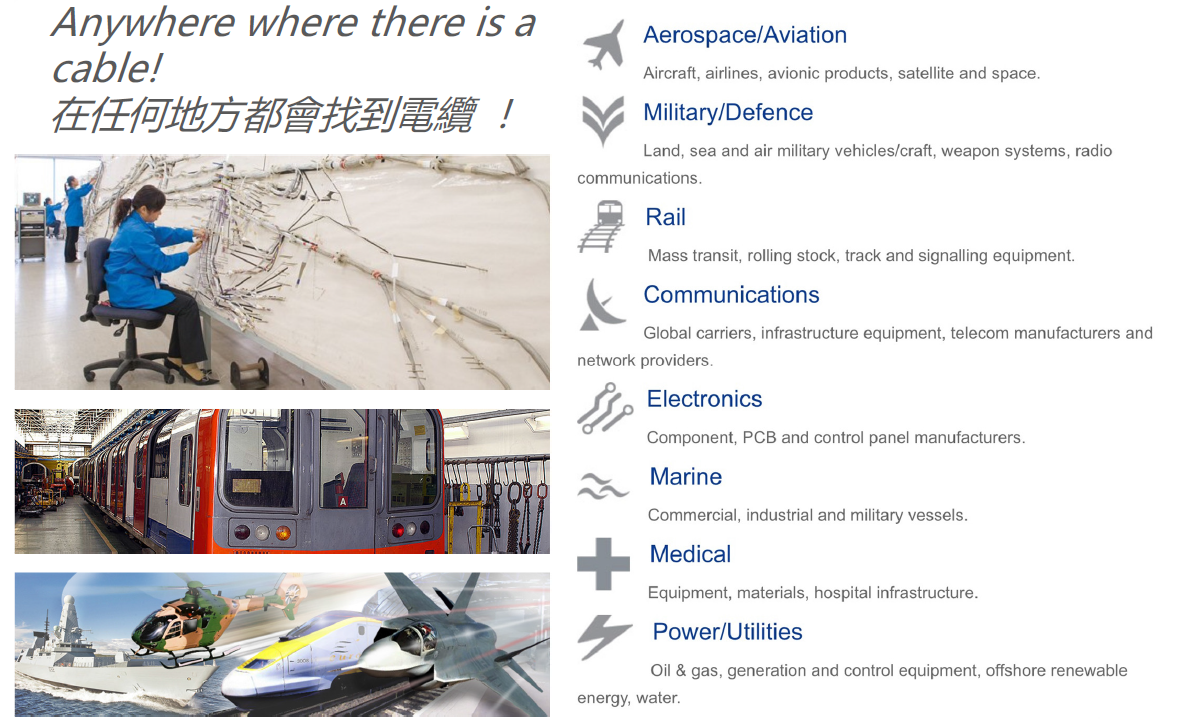 Anywhere where there is a
cable!
在任何地方都會找到電纜 !
A
Aerospace/Aviation
Aircraft, airlines, avionic products, satellite and space.
Military/Defence
Land, sea and air military vehicles/craft, weapon systems, radio
communications.
Rail
Mass transit, rolling stock, track and signalling equipment.
Communications
Global carriers, infrastructure equipment, telecom manufacturers and
network providers.
Electronics
Component, PCB and control panel manufacturers.
Marine
Commercial, industrial and military vessels.
Medical
Equipment, materials, hospital infrastructure.
Power/Utilities
Oil & gas, generation and control equipment, offshore renewable
energy, water.